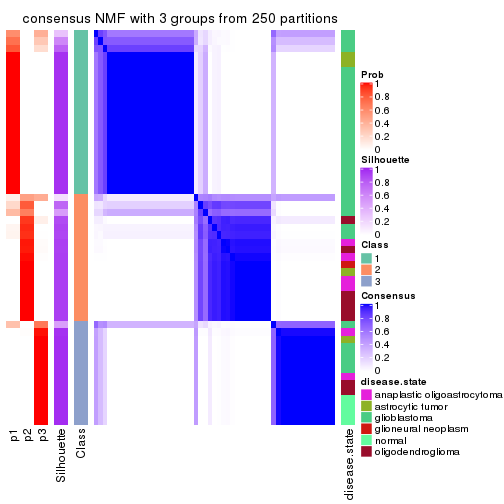 consensus NMF with 3 groups from 250 partitions
Prob
1
0.8
0.6
0.4
0.2
0
Silhouette
1
0.8
0.6
0.4
0.2
0
Class
1
2
3
Consensus
1
0.8
0.6
0.4
0.2
0
disease.state
anaplastic oligoastrocytoma
astrocytic tumor
glioblastoma
glioneural neoplasm
normal
oligodendroglioma
p1
p2
p3
Silhouette
Class
disease.state